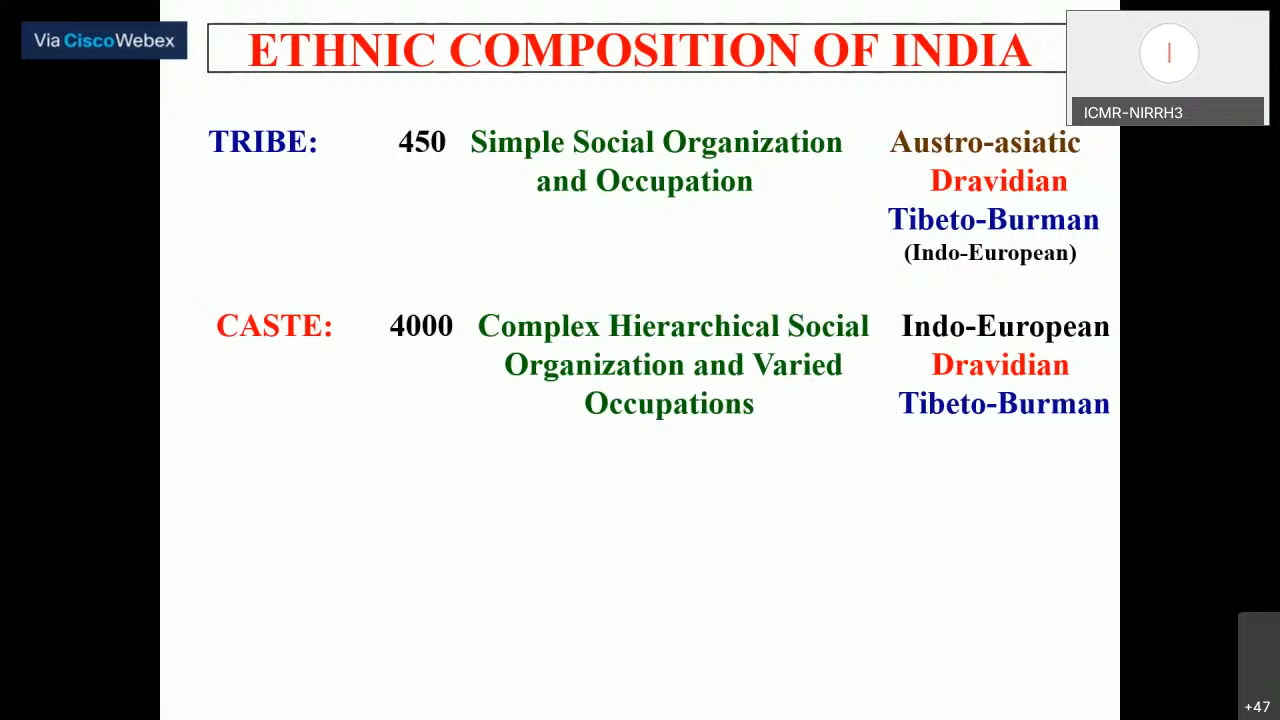 Via CiscoWebex
ETHNIC COMPOSITION OF INDIA
I
ICMR-NIRRH3
TRIBE: 450 Simple Social Organization Austro-asiatic
and Occupation Dravidian
Tibeto-Burman
(Indo-European)
CASTE: 4000 Complex Hierarchical Social Indo-European
Organization and Varied Dravidian
Occupations Tibeto-Burman
+47